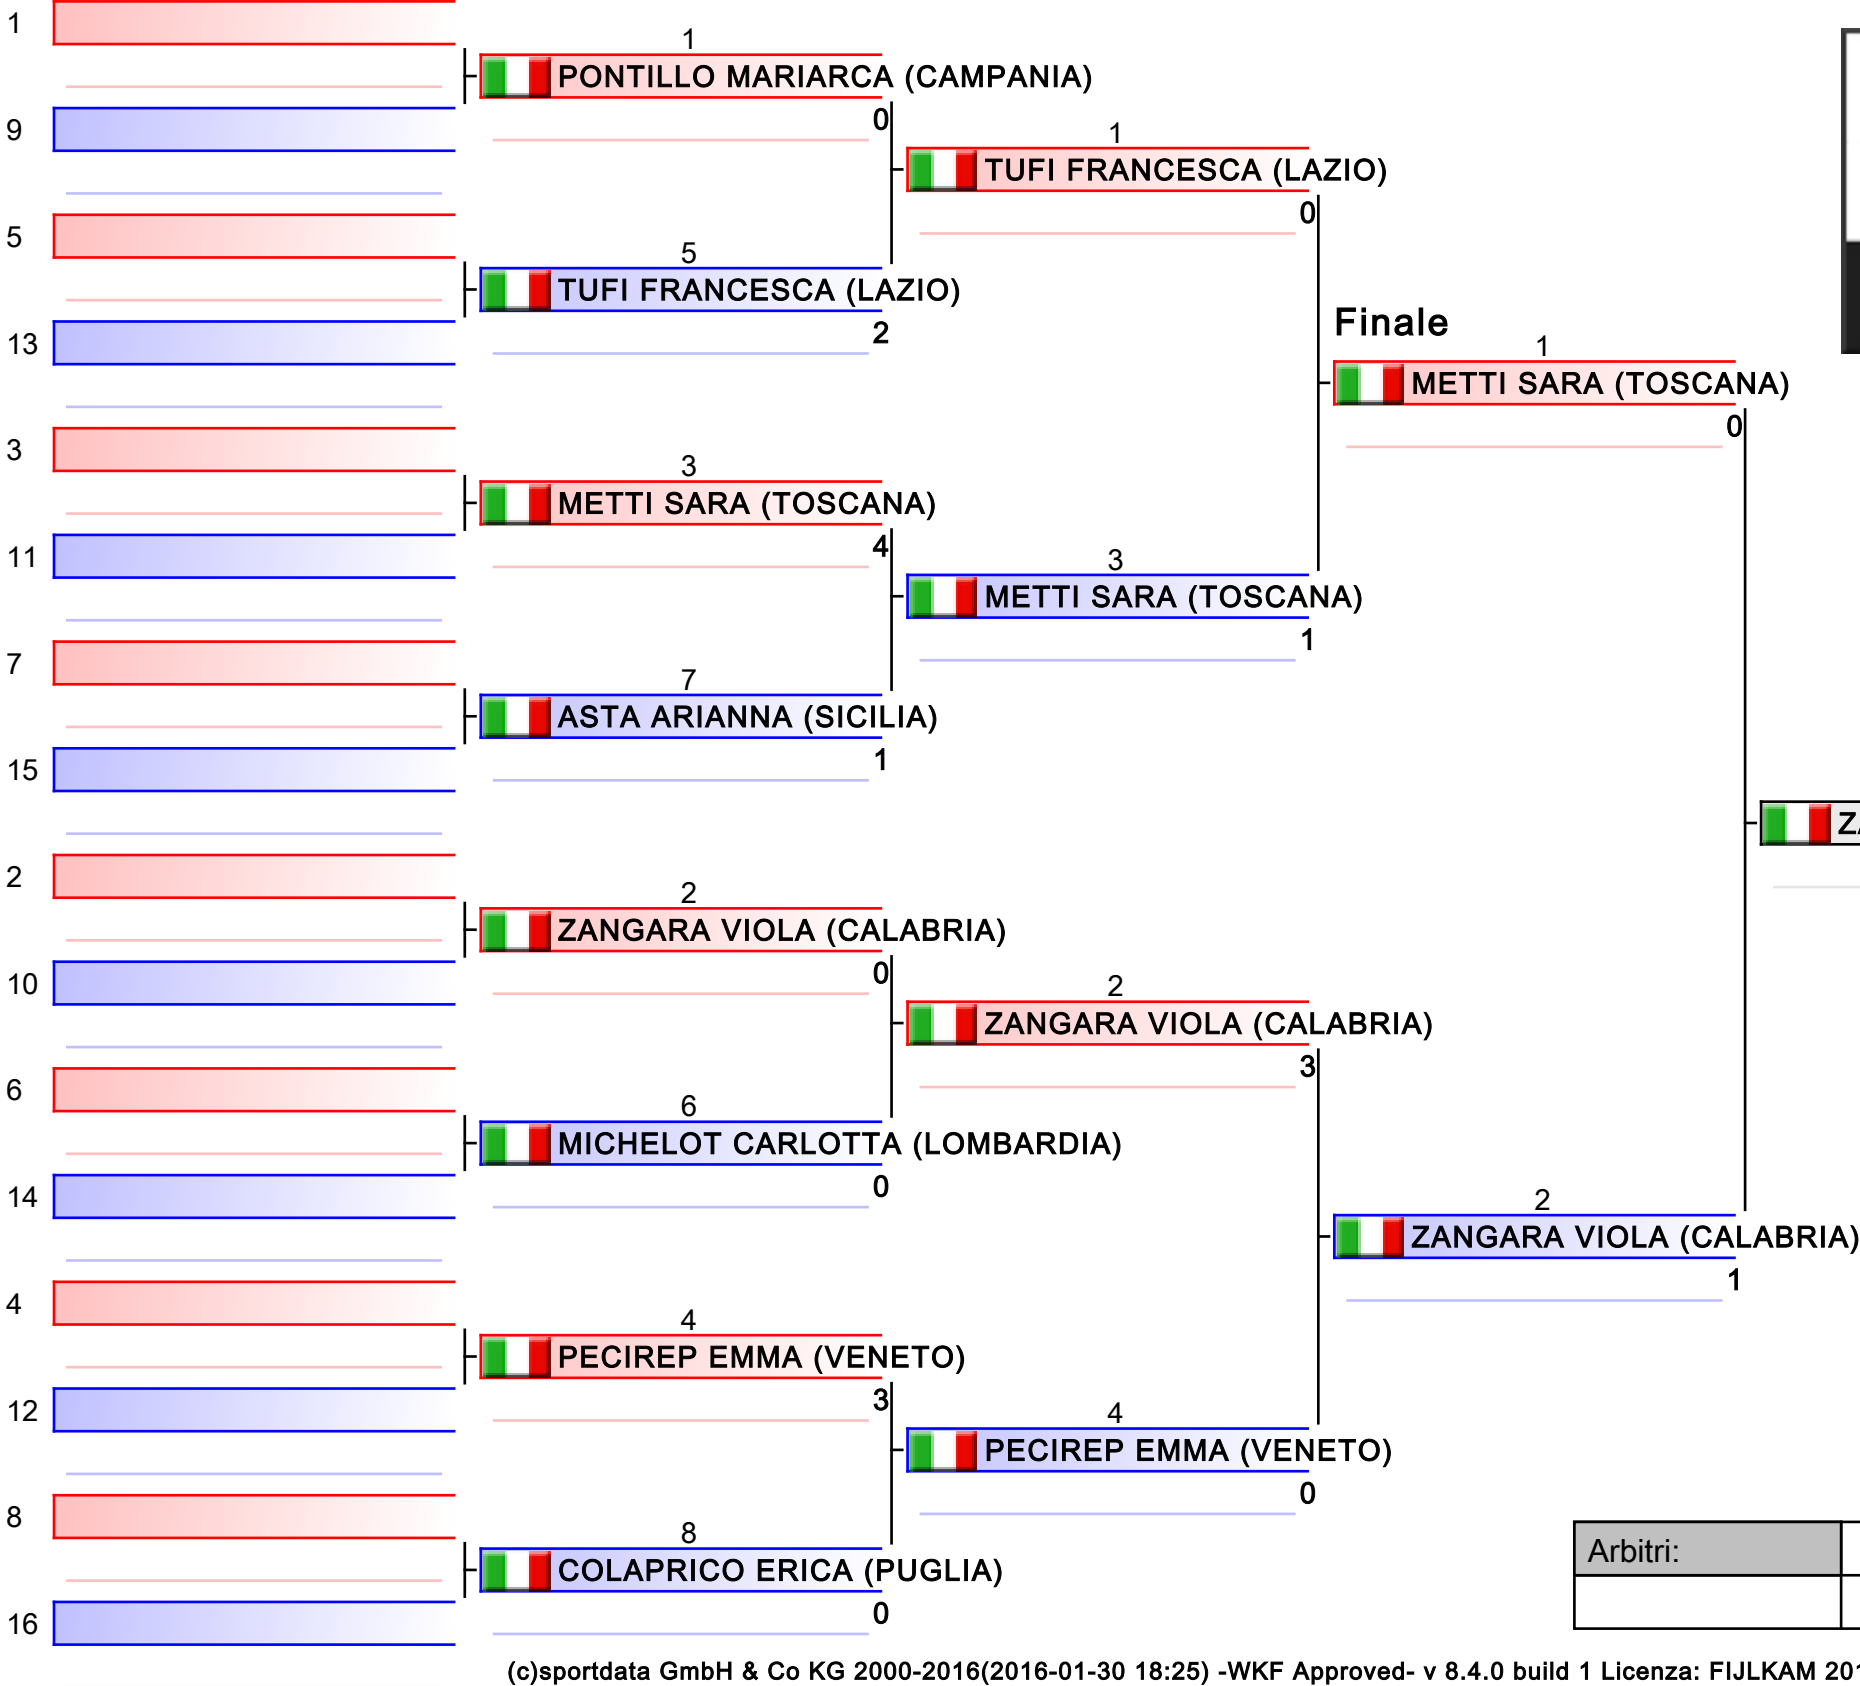 1
9
5
13
3
11
7
15
2
10
6
14
4
12
8
16
1
PONTILLO MARIARCA (CAMPANIA)
0
5
TUFI FRANCESCA (LAZIO)
2
3
METTI SARA (TOSCANA)
4
7
ASTA ARIANNA (SICILIA)
1
2
ZANGARA VIOLA (CALABRIA)
0
6
MICHELOT CARLOTTA (LOMBARDIA)
0
4
PECIREP EMMA (VENETO)
3
8
COLAPRICO ERICA (PUGLIA)
0
1
TUFI FRANCESCA (LAZIO)
0
3
METTI SARA (TOSCANA)
1
2
ZANGARA VIOLA (CALABRIA)
3
4
PECIREP EMMA (VENETO)
0
Finale
1
METTI SARA (TOSCANA)
0
2
ZANGARA VIOLA (CALABRIA)
1
Arbitri:
(c)sportdata GmbH & Co KG 2000-2016(2016-01-30 18:25) -WKF Approved- v 8.4.0 build 1 Licenza: FIJLKAM